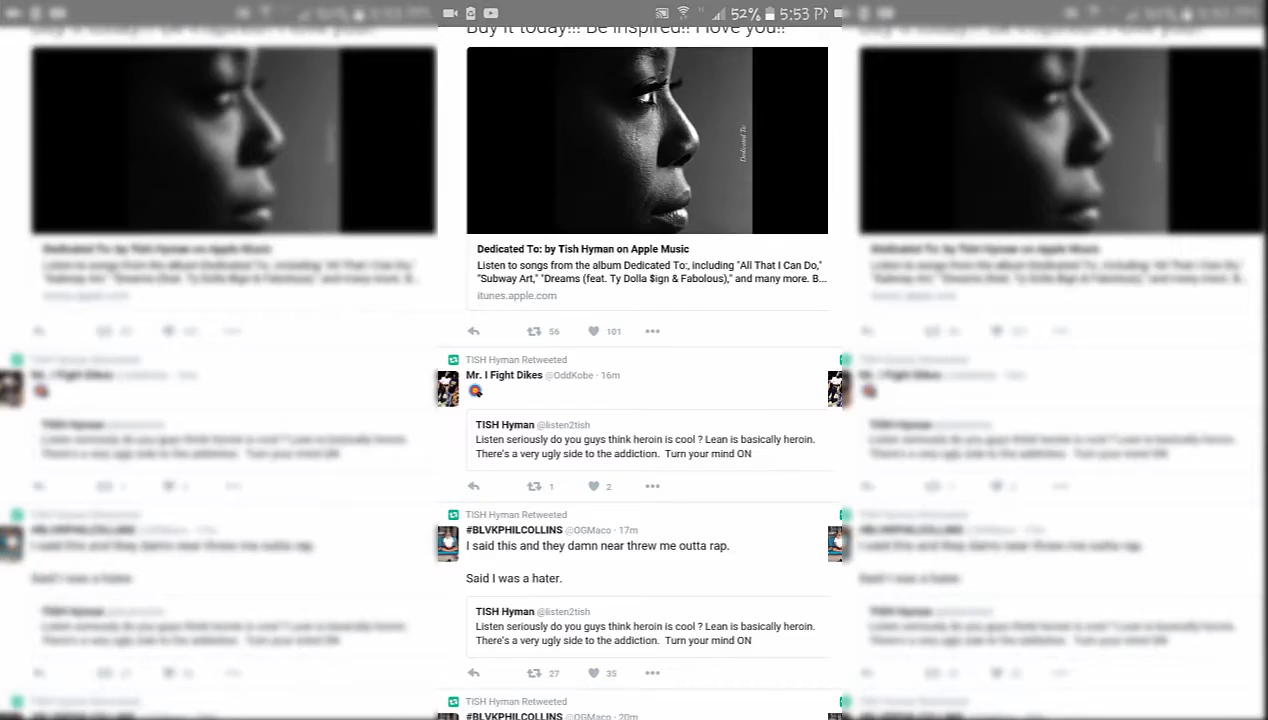 52% 5:53 PM
Buy it today!!! Be inspired!! I love you!!
Dedicated To:
Dedicated To: by Tish Hyman on Apple Music
Listen to songs from the album Dedicated To:, including "All That I Can Do,"
"Subway Art," "Dreams (feat. Ty Dolla $ign & Fabolous)," and many more. B...
itunes.apple.com
56 101
TISH Hyman Retweeted
Mr. I Fight Dikes @OddKobe · 16m
TISH Hyman @listen2tish
Listen seriously do you guys think heroin is cool ? Lean is basically heroin.
There's a very ugly side to the addiction. Turn your mind ON
1 2
TISH Hyman Retweeted
#BLVKPHILCOLLINS @OGMaco · 17m
I said this and they damn near threw me outta rap.
Said I was a hater.
TISH Hyman @listen2tish
Listen seriously do you guys think heroin is cool ? Lean is basically heroin.
There's a very ugly side to the addiction. Turn your mind ON
27 35
TISH Hyman Retweeted
#BLVKPHILCOLLINS @OGMaco · 20m